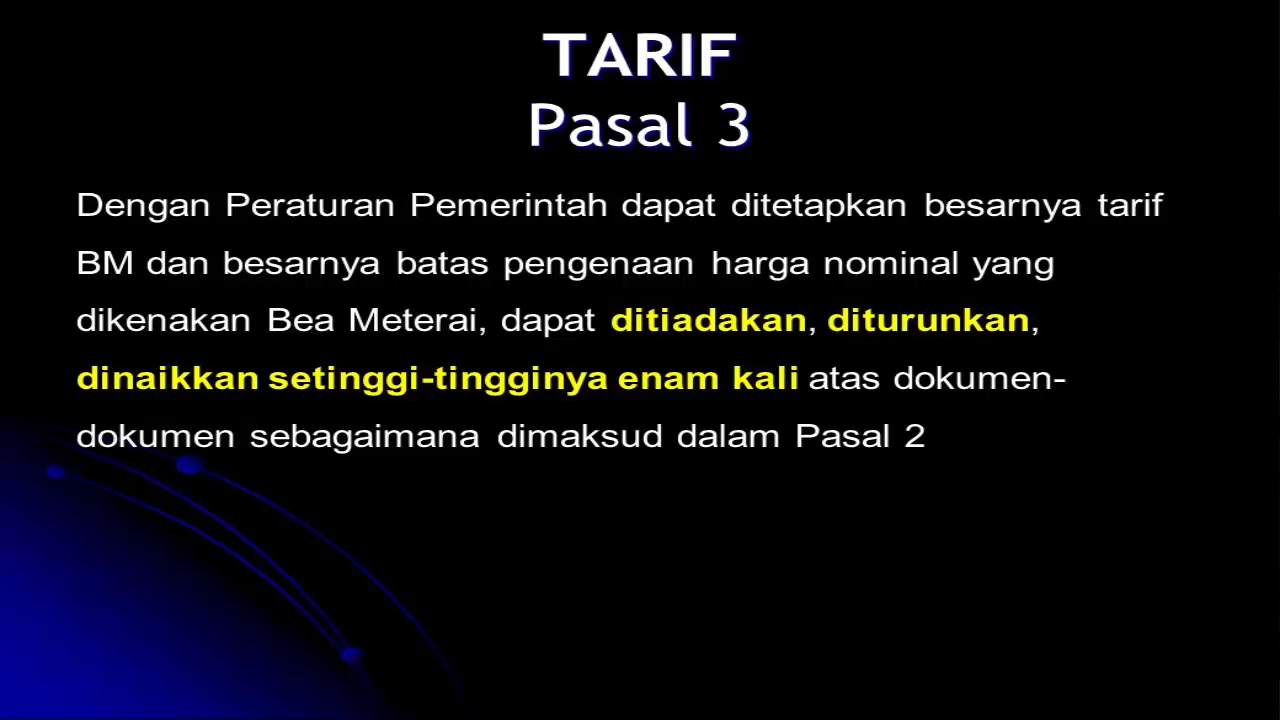 TARIF
Pasal 3
Dengan Peraturan Pemerintah dapat ditetapkan besarnya tarif
BM dan besarnya batas pengenaan harga nominal yang
dikenakan Bea Meterai, dapat ditiadakan, diturunkan,
dinaikkan setinggi-tingginya enam kali atas dokumen-
dokumen sebagaimana dimaksud dalam Pasal 2